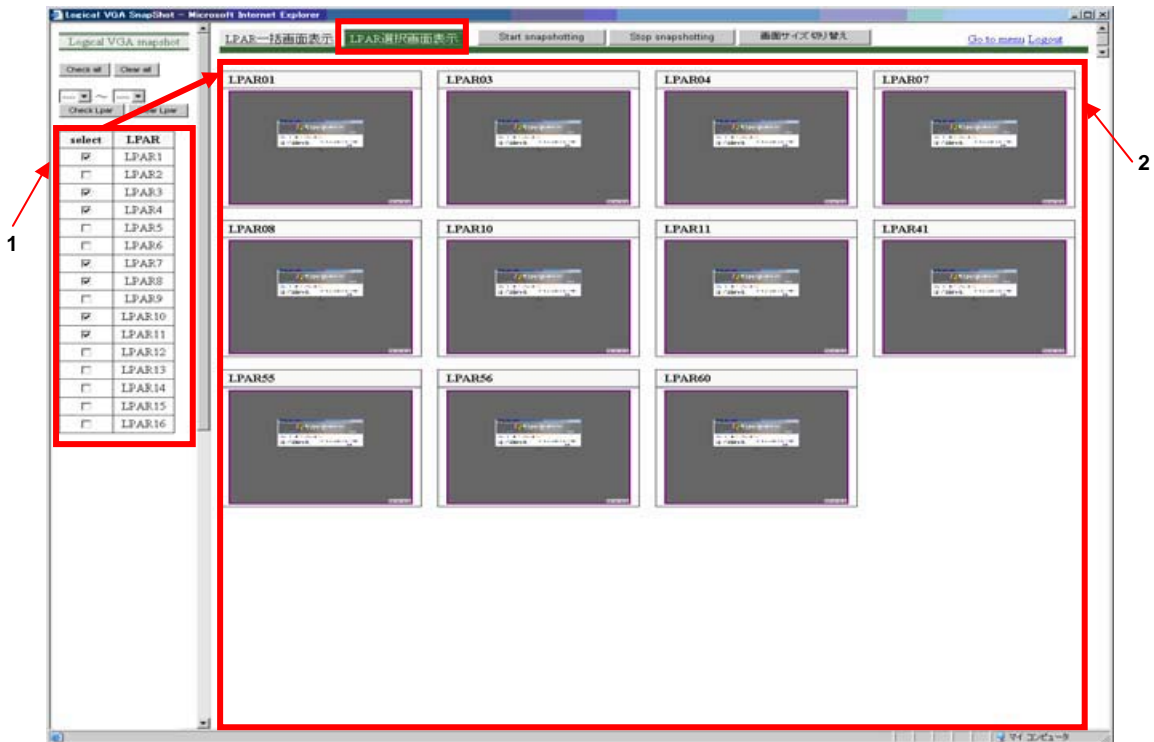 Logical VGA SnapShot - Microsoft Internet Explorer
Logical VGA snapshot
LPAR一括画面表示 LPAR選択画面表示 Start snapshotting Stop snapshotting 画面サイズ切り替え Go to menu Logout
Check all Clear all
---- ～ ----
Check Lpar Lpar
select LPAR
LPAR1
LPAR2
LPAR3
LPAR4
LPAR5
LPAR6
LPAR7
LPAR8
LPAR9
LPAR10
LPAR11
LPAR12
LPAR13
LPAR14
LPAR15
LPAR16
1
LPAR01 LPAR03 LPAR04 LPAR07
LPAR08 LPAR10 LPAR11 LPAR41
LPAR55 LPAR56 LPAR60
2
マイ コンピュータ